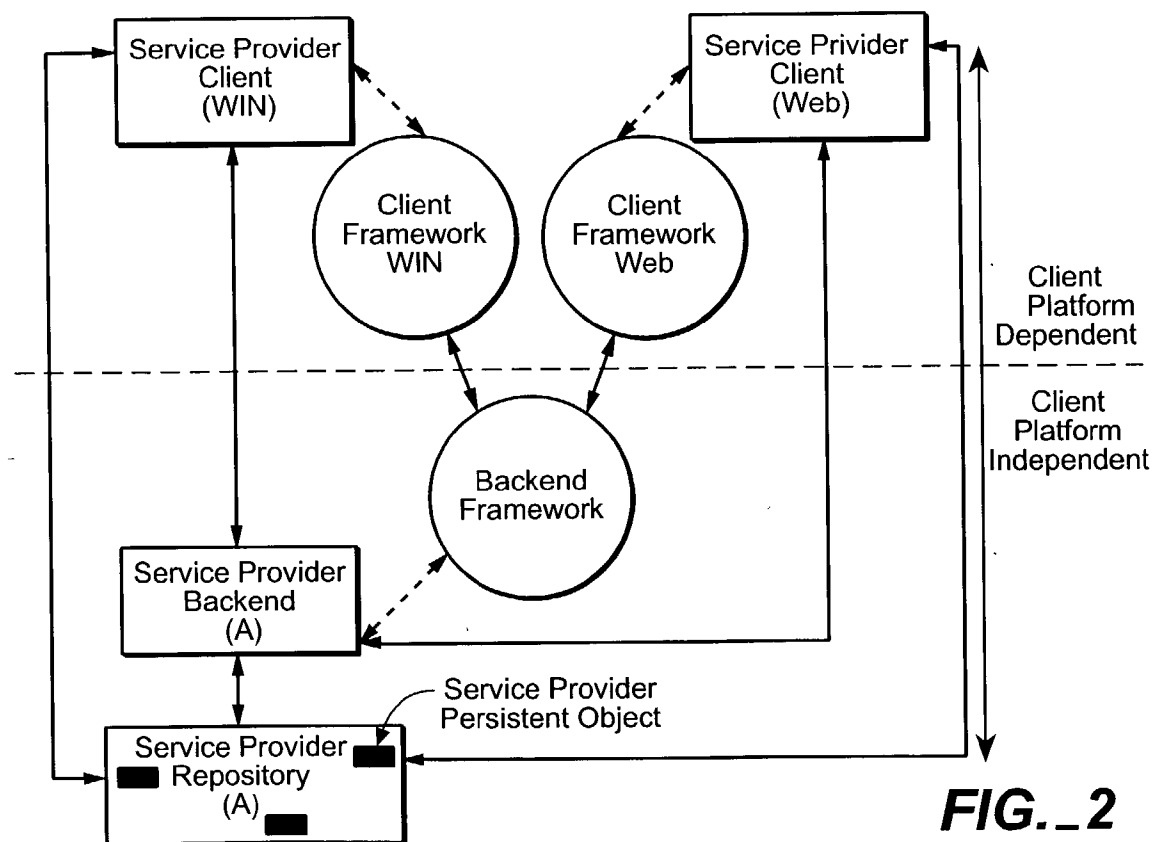 Service Provider
Client
(WIN)
Service Privider
Client
(Web)
Client
Framework
WIN
Client
Framework
Web
Client
Platform
Dependent
Client
Platform
Independent
Backend
Framework
Service Provider
Backend
(A)
Service Provider
Persistent Object
Service Provider
Repository
(A)
FIG._2